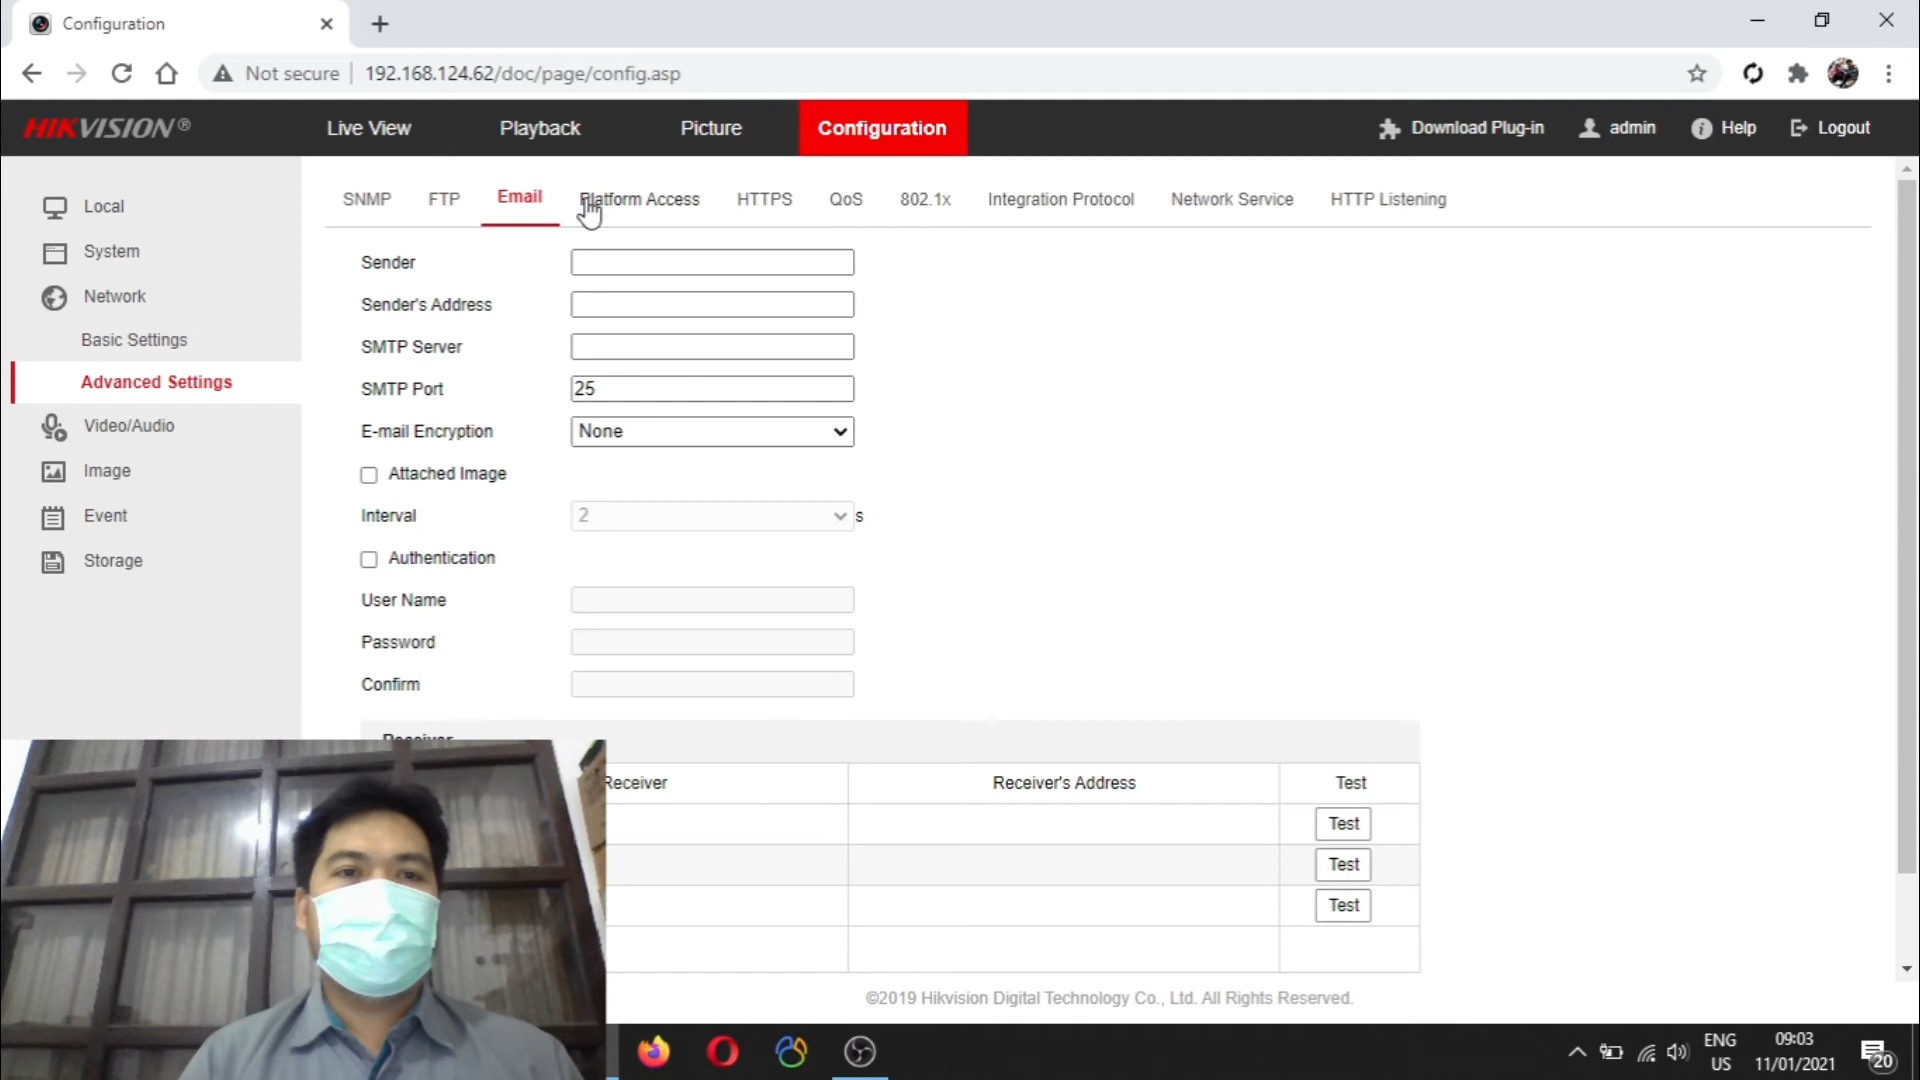 Configuration
Not secure 192.168.124.62/doc/page/config.asp
HIKVISION® Live View Playback Picture Configuration Download Plug-in admin Help Logout
Local
System
Network
Basic Settings
Advanced Settings
Video/Audio
Image
Event
Storage
SNMP FTP Email Platform Access HTTPS QoS 802.1x Integration Protocol Network Service HTTP Listening
Sender
Sender's Address
SMTP Server
SMTP Port 25
E-mail Encryption None
Attached Image
Interval 2 s
Authentication
User Name
Password
Confirm
Receiver
Receiver Receiver's Address Test
Test
Test
Test
©2019 Hikvision Digital Technology Co., Ltd. All Rights Reserved.
ENG 09:03
US 11/01/2021 20